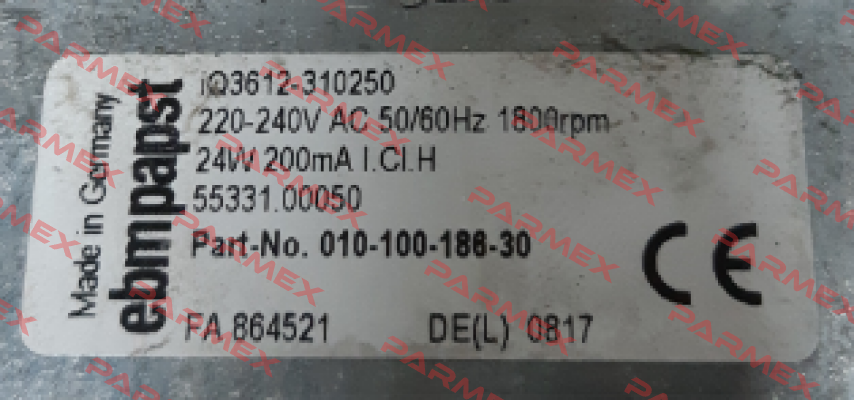 Made in Germany
ebmpapst
iQ3612-310250
220-240V AC 50/60Hz 1800rpm
24W 200mA I.Cl.H
55331.00050
Part-No. 010-100-186-30
FA 864521 DE(L) 0817
CE
PARMEX